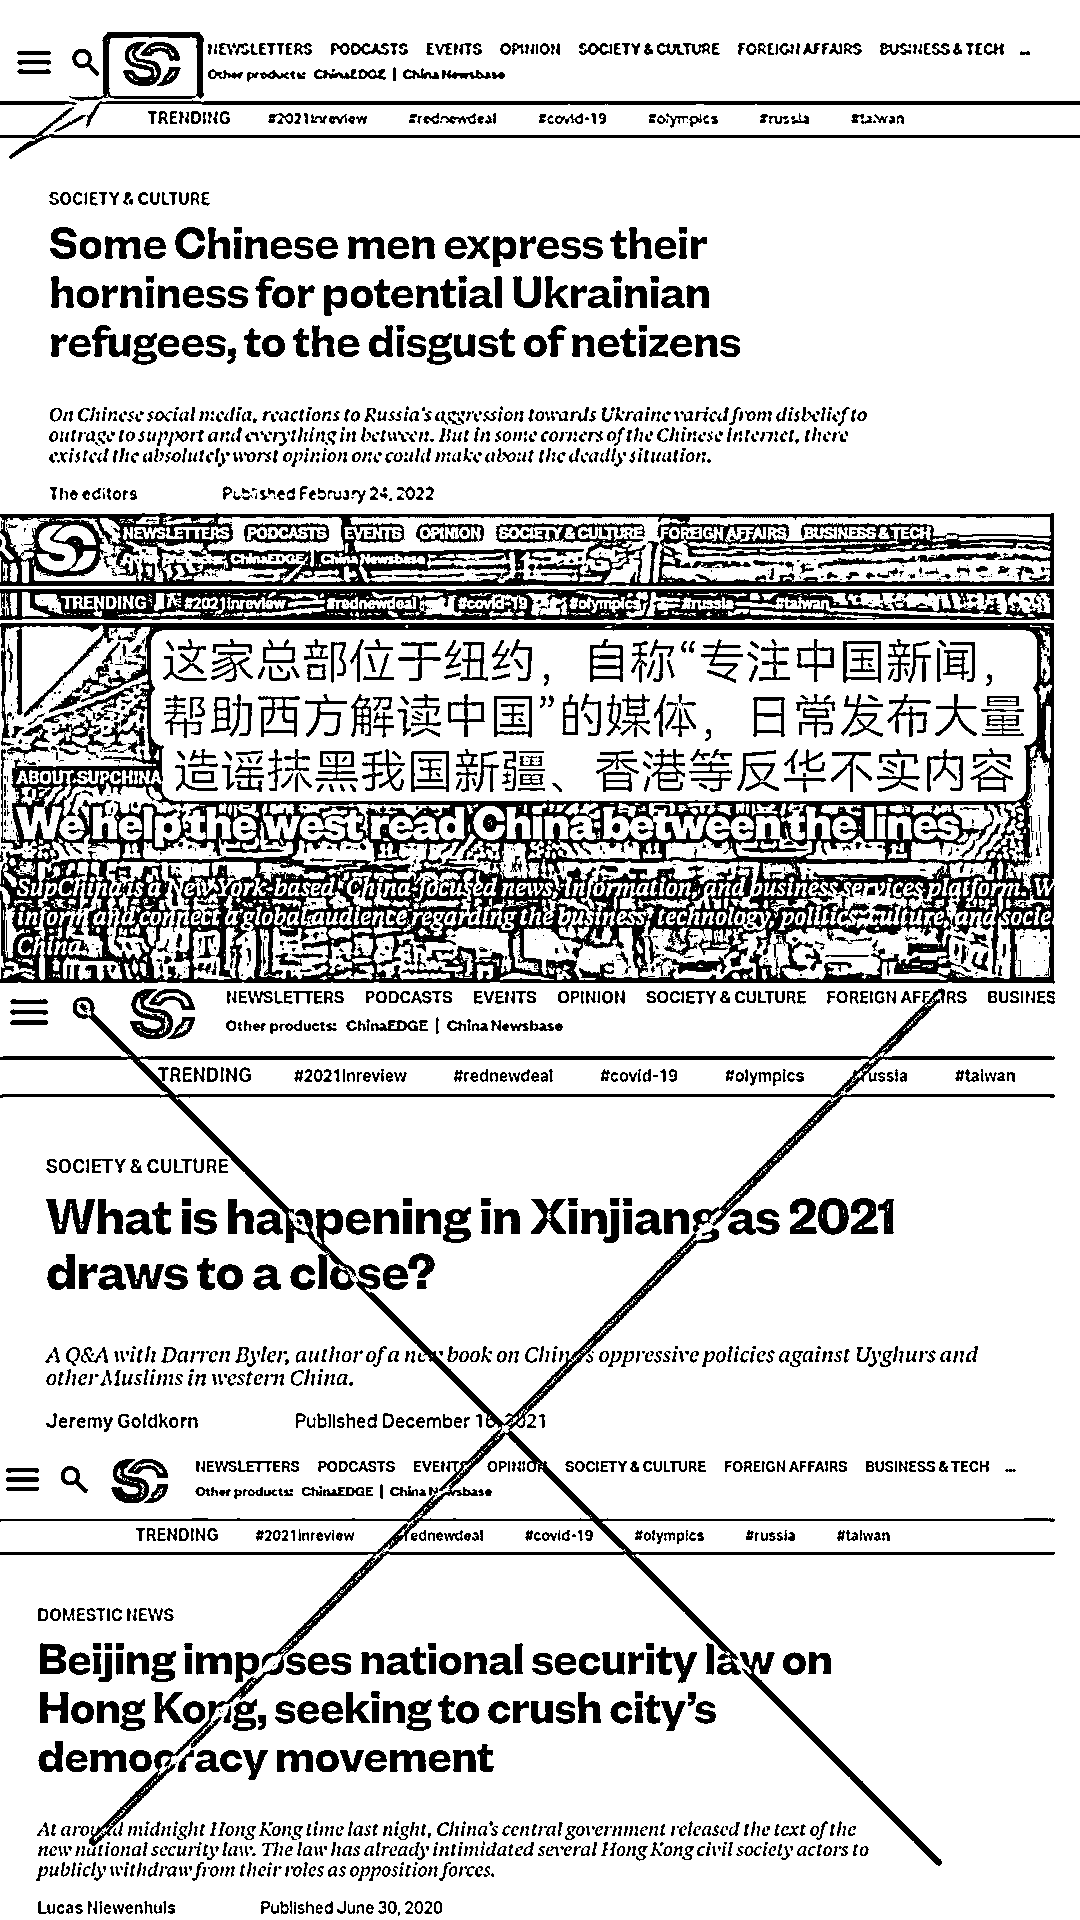 NEWSLETTERS PODCASTS EVENTS OPINION SOCIETY & CULTURE FOREIGN AFFAIRS BUSINESS & TECH ...
Other products: ChinaEDGE | China Newsbase
TRENDING #2021inreview #rednewdeal #covid-19 #olympics #russia #taiwan
SOCIETY & CULTURE
Some Chinese men express their
horniness for potential Ukrainian
refugees, to the disgust of netizens
On Chinese social media, reactions to Russia's aggression towards Ukraine varied from disbelief to
outrage to support and everything in between. But in some corners of the Chinese Internet, there
existed the absolutely worst opinion one could make about the deadly situation.
The editors Published February 24, 2022
NEWSLETTERS PODCASTS EVENTS OPINION SOCIETY & CULTURE FOREIGN AFFAIRS BUSINESS & TECH
ChinaEDGE | China Newsbase
TRENDING #2021inreview #rednewdeal #covid-19 #olympics #russia #taiwan
这家总部位于纽约，自称“专注中国新闻，
帮助西方解读中国”的媒体，日常发布大量
造谣抹黑我国新疆、香港等反华不实内容
ABOUT SUPCHINA
We help the west read China between the lines
SupChina is a New York-based, China-focused news, information, and business services platform. W
inform and connect a global audience regarding the business, technology, politics, culture, and socie
China.
NEWSLETTERS PODCASTS EVENTS OPINION SOCIETY & CULTURE FOREIGN AFFAIRS BUSINES
Other products: ChinaEDGE | China Newsbase
TRENDING #2021inreview #rednewdeal #covid-19 #olympics #russia #taiwan
SOCIETY & CULTURE
What is happening in Xinjiang as 2021
draws to a close?
A Q&A with Darren Byler, author of a new book on China's oppressive policies against Uyghurs and
other Muslims in western China.
Jeremy Goldkorn Published December 16, 2021
NEWSLETTERS PODCASTS EVENTS OPINION SOCIETY & CULTURE FOREIGN AFFAIRS BUSINESS & TECH ...
Other products: ChinaEDGE | China Newsbase
TRENDING #2021inreview #rednewdeal #covid-19 #olympics #russia #taiwan
DOMESTIC NEWS
Beijing imposes national security law on
Hong Kong, seeking to crush city's
democracy movement
At around midnight Hong Kong time last night, China's central government released the text of the
new national security law. The law has already intimidated several Hong Kong civil society actors to
publicly withdraw from their roles as opposition forces.
Lucas Niewenhuis Published June 30, 2020